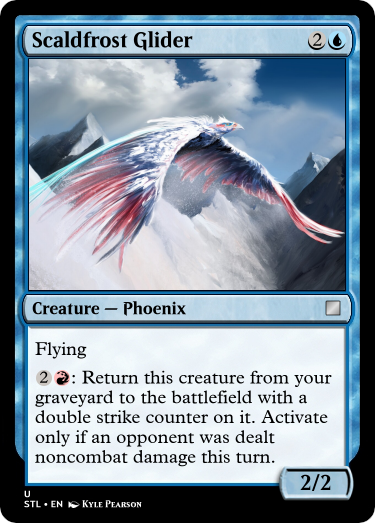 Scaldfrost Glider 2
Creature — Phoenix
Flying
2: Return this creature from your
graveyard to the battlefield with a
double strike counter on it. Activate
only if an opponent was dealt
noncombat damage this turn.
2/2
U
STL • EN Kyle Pearson